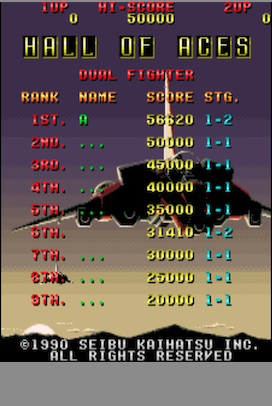 1UP HI-SCORE 2UP
0 50000 0
HALL OF ACES
DUAL FIGHTER
RANK NAME SCORE STG.
1ST. A 56320 1-2
2ND. ... 50000 1-1
3RD. ... 45000 1-1
4TH. ... 40000 1-1
5TH. ... 35000 1-1
6TH. 31410 1-2
7TH. ... 30000 1-1
8TH. ... 25000 1-1
9TH. ... 20000 1-1
©1990 SEIBU KAIHATSU INC.
ALL RIGHTS RESERVED